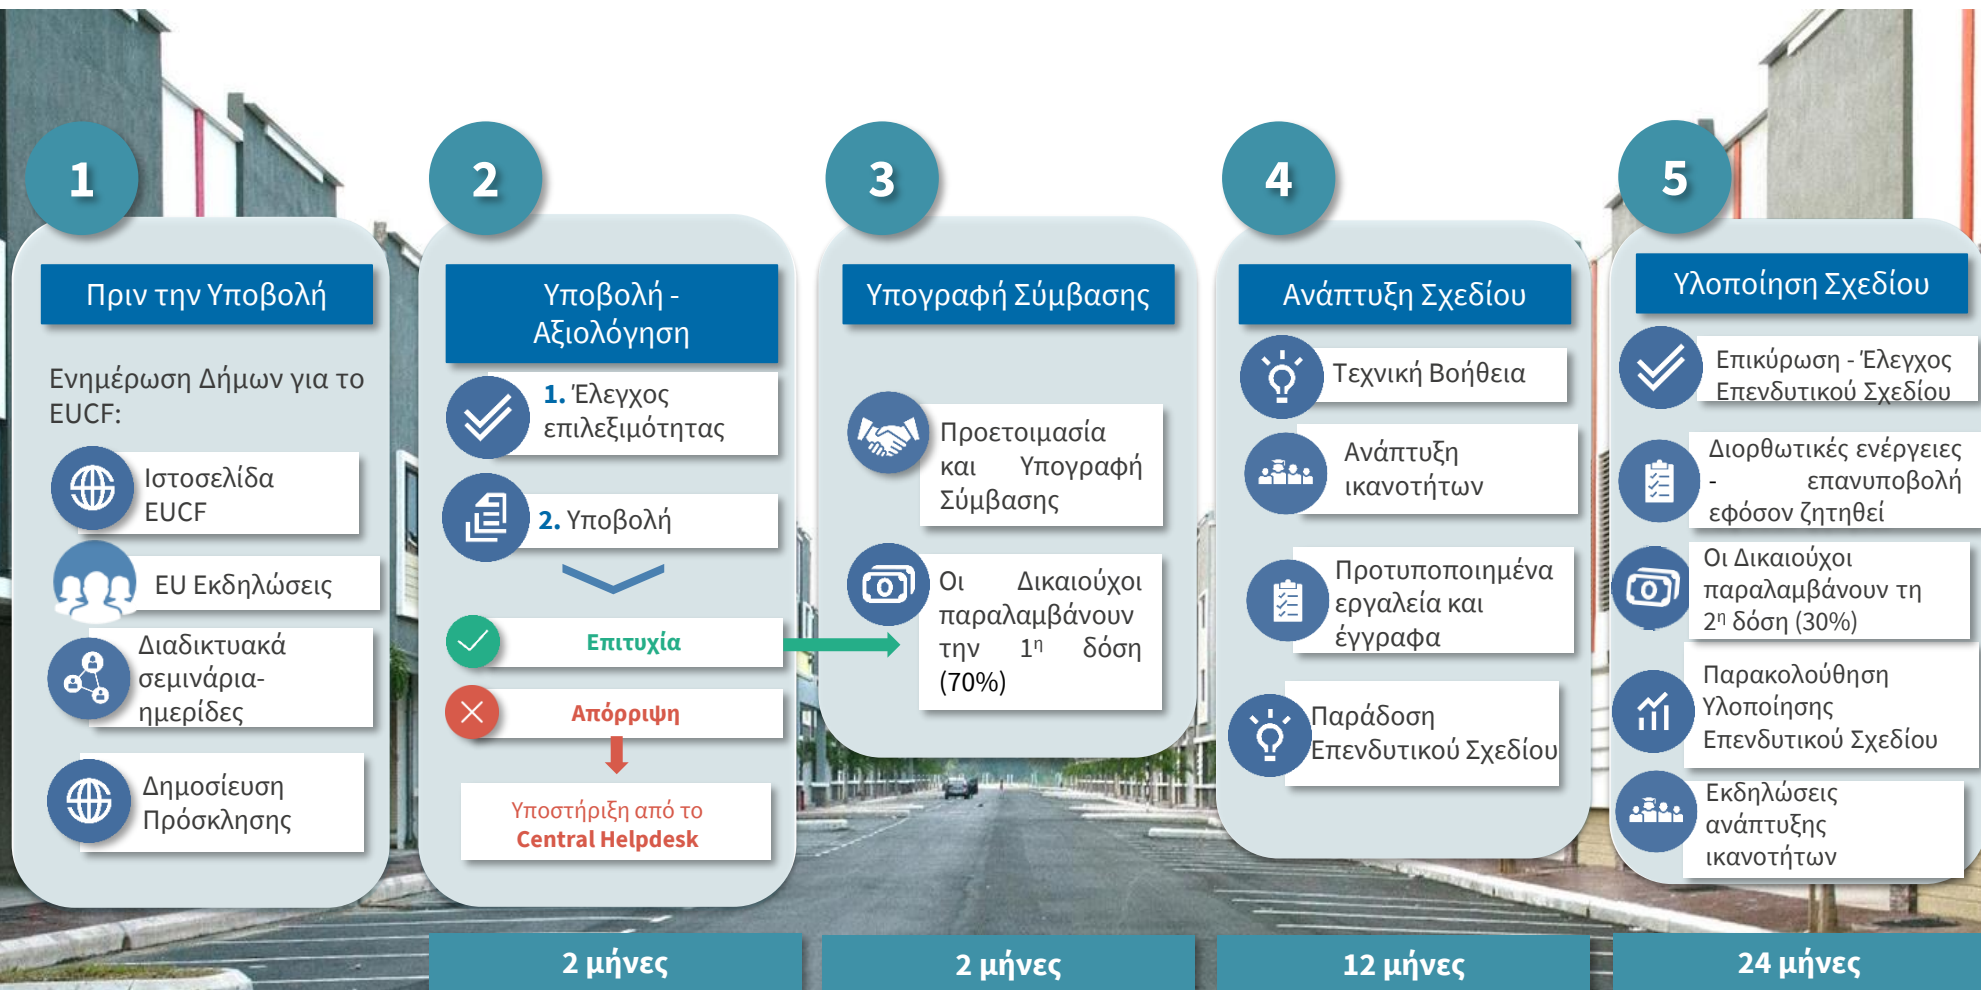 1
Πριν την Υποβολή
Ενημέρωση Δήμων για το
EUCF:
Ιστοσελίδα
EUCF
EU Εκδηλώσεις
Διαδικτυακά
σεμινάρια-
ημερίδες
Δημοσίευση
Πρόσκλησης
2
Υποβολή -
Αξιολόγηση
1. Έλεγχος
επιλεξιμότητας
2. Υποβολή
Επιτυχία
Απόρριψη
Υποστήριξη από το
Central Helpdesk
2 μήνες
3
Υπογραφή Σύμβασης
Προετοιμασία
και Υπογραφή
Σύμβασης
Οι Δικαιούχοι
παραλαμβάνουν
την 1η δόση
(70%)
2 μήνες
4
Ανάπτυξη Σχεδίου
Τεχνική Βοήθεια
Ανάπτυξη
ικανοτήτων
Προτυποποιημένα
εργαλεία και
έγγραφα
Παράδοση
Επενδυτικού Σχεδίου
12 μήνες
5
Υλοποίηση Σχεδίου
Επικύρωση - Έλεγχος
Επενδυτικού Σχεδίου
Διορθωτικές ενέργειες
- επανυποβολή
εφόσον ζητηθεί
Οι Δικαιούχοι
παραλαμβάνουν τη
2η δόση (30%)
Παρακολούθηση
Υλοποίησης
Επενδυτικού Σχεδίου
Εκδηλώσεις
ανάπτυξης
ικανοτήτων
24 μήνες